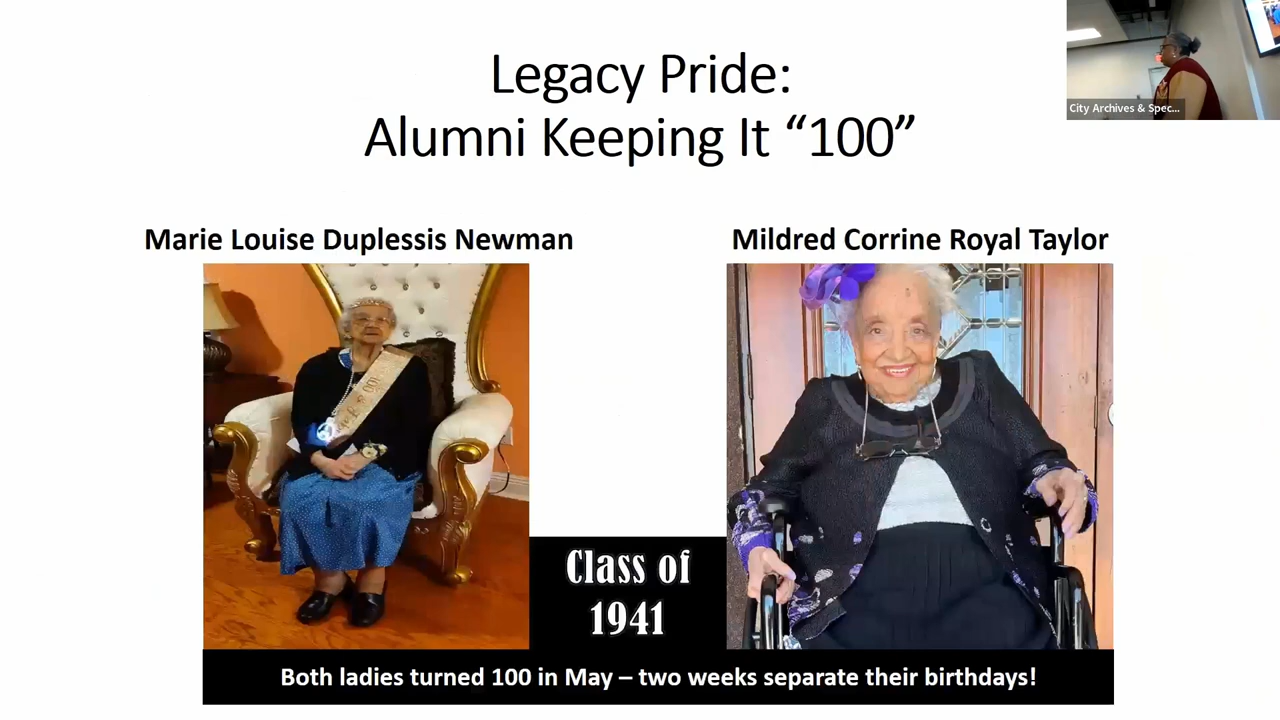 Legacy Pride:
Alumni Keeping It “100”
City Archives & Spec...
Marie Louise Duplessis Newman
Mildred Corrine Royal Taylor
Class of
1941
Both ladies turned 100 in May – two weeks separate their birthdays!